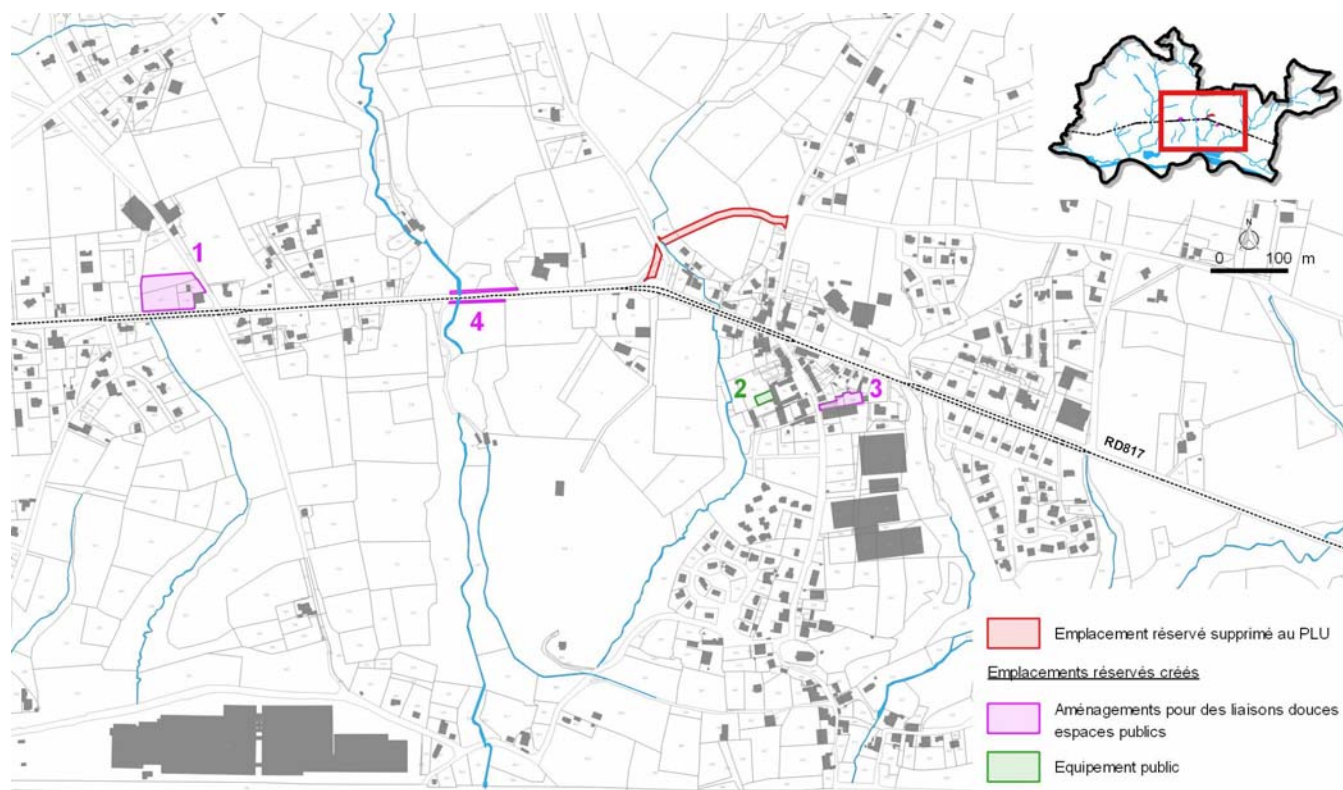 N
0 100 m
1
4
2
3
RD817
Emplacement réservé supprimé au PLU
Emplacements réservés créés
Aménagements pour des liaisons douces
espaces publics
Equipement public